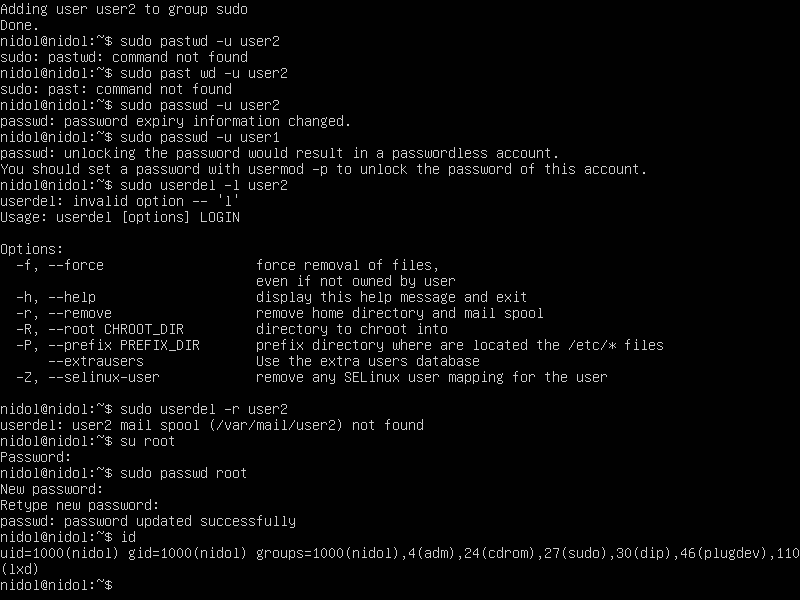 Adding user user2 to group sudo
Done.
nidol@nidol:~$ sudo pastwd -u user2
sudo: pastwd: command not found
nidol@nidol:~$ sudo past wd -u user2
sudo: past: command not found
nidol@nidol:~$ sudo passwd -u user2
passwd: password expiry information changed.
nidol@nidol:~$ sudo passwd -u user1
passwd: unlocking the password would result in a passwordless account.
You should set a password with usermod -p to unlock the password of this account.
nidol@nidol:~$ sudo userdel -l user2
userdel: invalid option -- 'l'
Usage: userdel [options] LOGIN

Options:
  -f, --force                   force removal of files,
                                even if not owned by user
  -h, --help                    display this help message and exit
  -r, --remove                  remove home directory and mail spool
  -R, --root CHROOT_DIR         directory to chroot into
  -P, --prefix PREFIX_DIR       prefix directory where are located the /etc/* files
      --extrausers              Use the extra users database
  -Z, --selinux-user            remove any SELinux user mapping for the user

nidol@nidol:~$ sudo userdel -r user2
userdel: user2 mail spool (/var/mail/user2) not found
nidol@nidol:~$ su root
Password:
nidol@nidol:~$ sudo passwd root
New password:
Retype new password:
passwd: password updated successfully
nidol@nidol:~$ id
uid=1000(nidol) gid=1000(nidol) groups=1000(nidol),4(adm),24(cdrom),27(sudo),30(dip),46(plugdev),110
(lxd)
nidol@nidol:~$